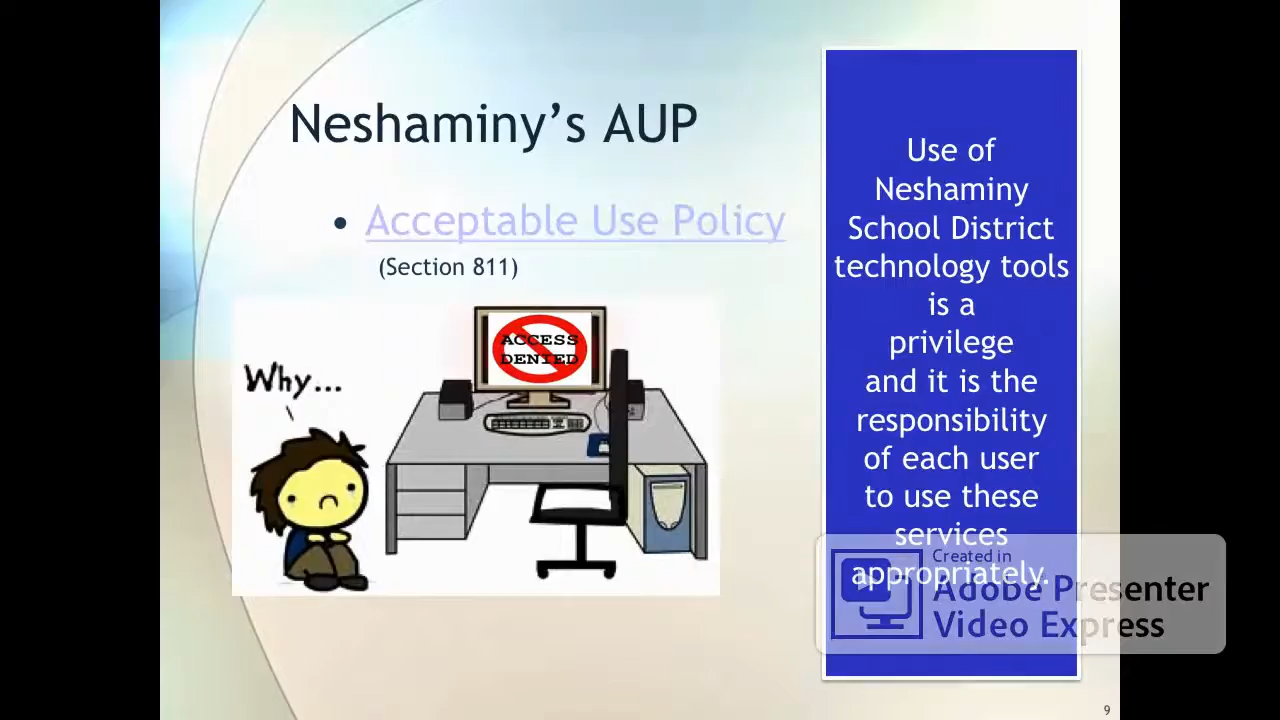 Neshaminy’s AUP
• Acceptable Use Policy
(Section 811)
Why...
ACCESS
DENIED
Use of
Neshaminy
School District
technology tools
is a
privilege
and it is the
responsibility
of each user
to use these
services
appropriately.
Created in
Adobe Presenter
Video Express
9